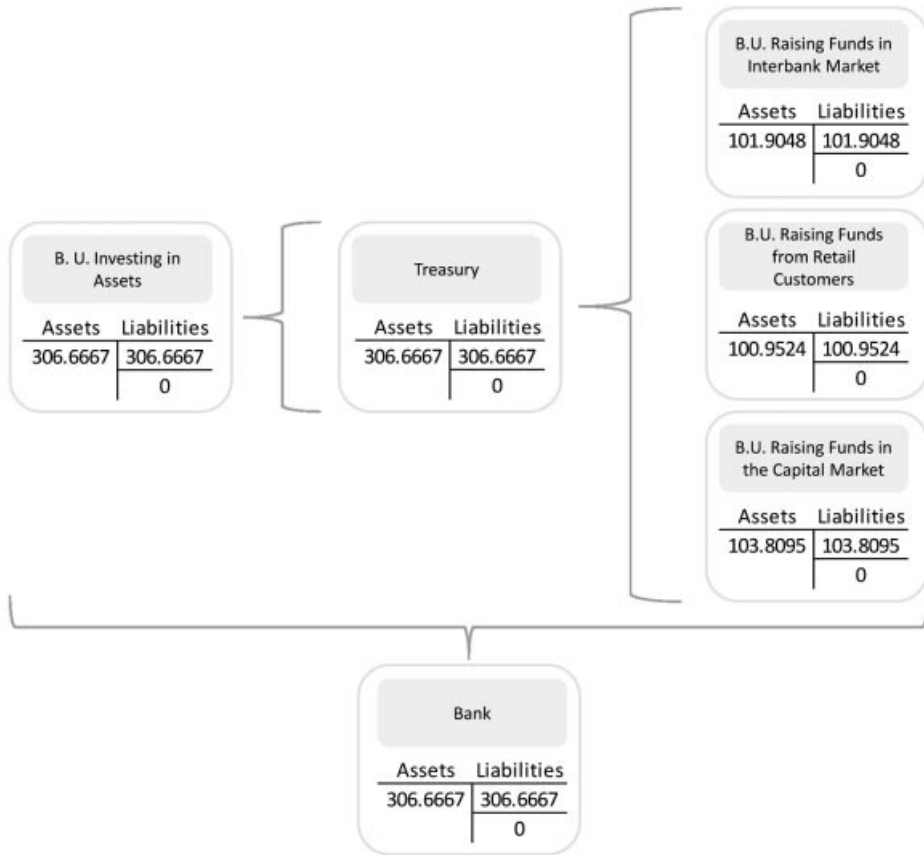 B.U. Raising Funds in
Interbank Market
Assets Liabilities
101.9048 101.9048
0
B. U. Investing in
Assets
Assets Liabilities
306.6667 306.6667
0
Treasury
Assets Liabilities
306.6667 306.6667
0
B.U. Raising Funds
from Retail
Customers
Assets Liabilities
100.9524 100.9524
0
B.U. Raising Funds in
the Capital Market
Assets Liabilities
103.8095 103.8095
0
Bank
Assets Liabilities
306.6667 306.6667
0